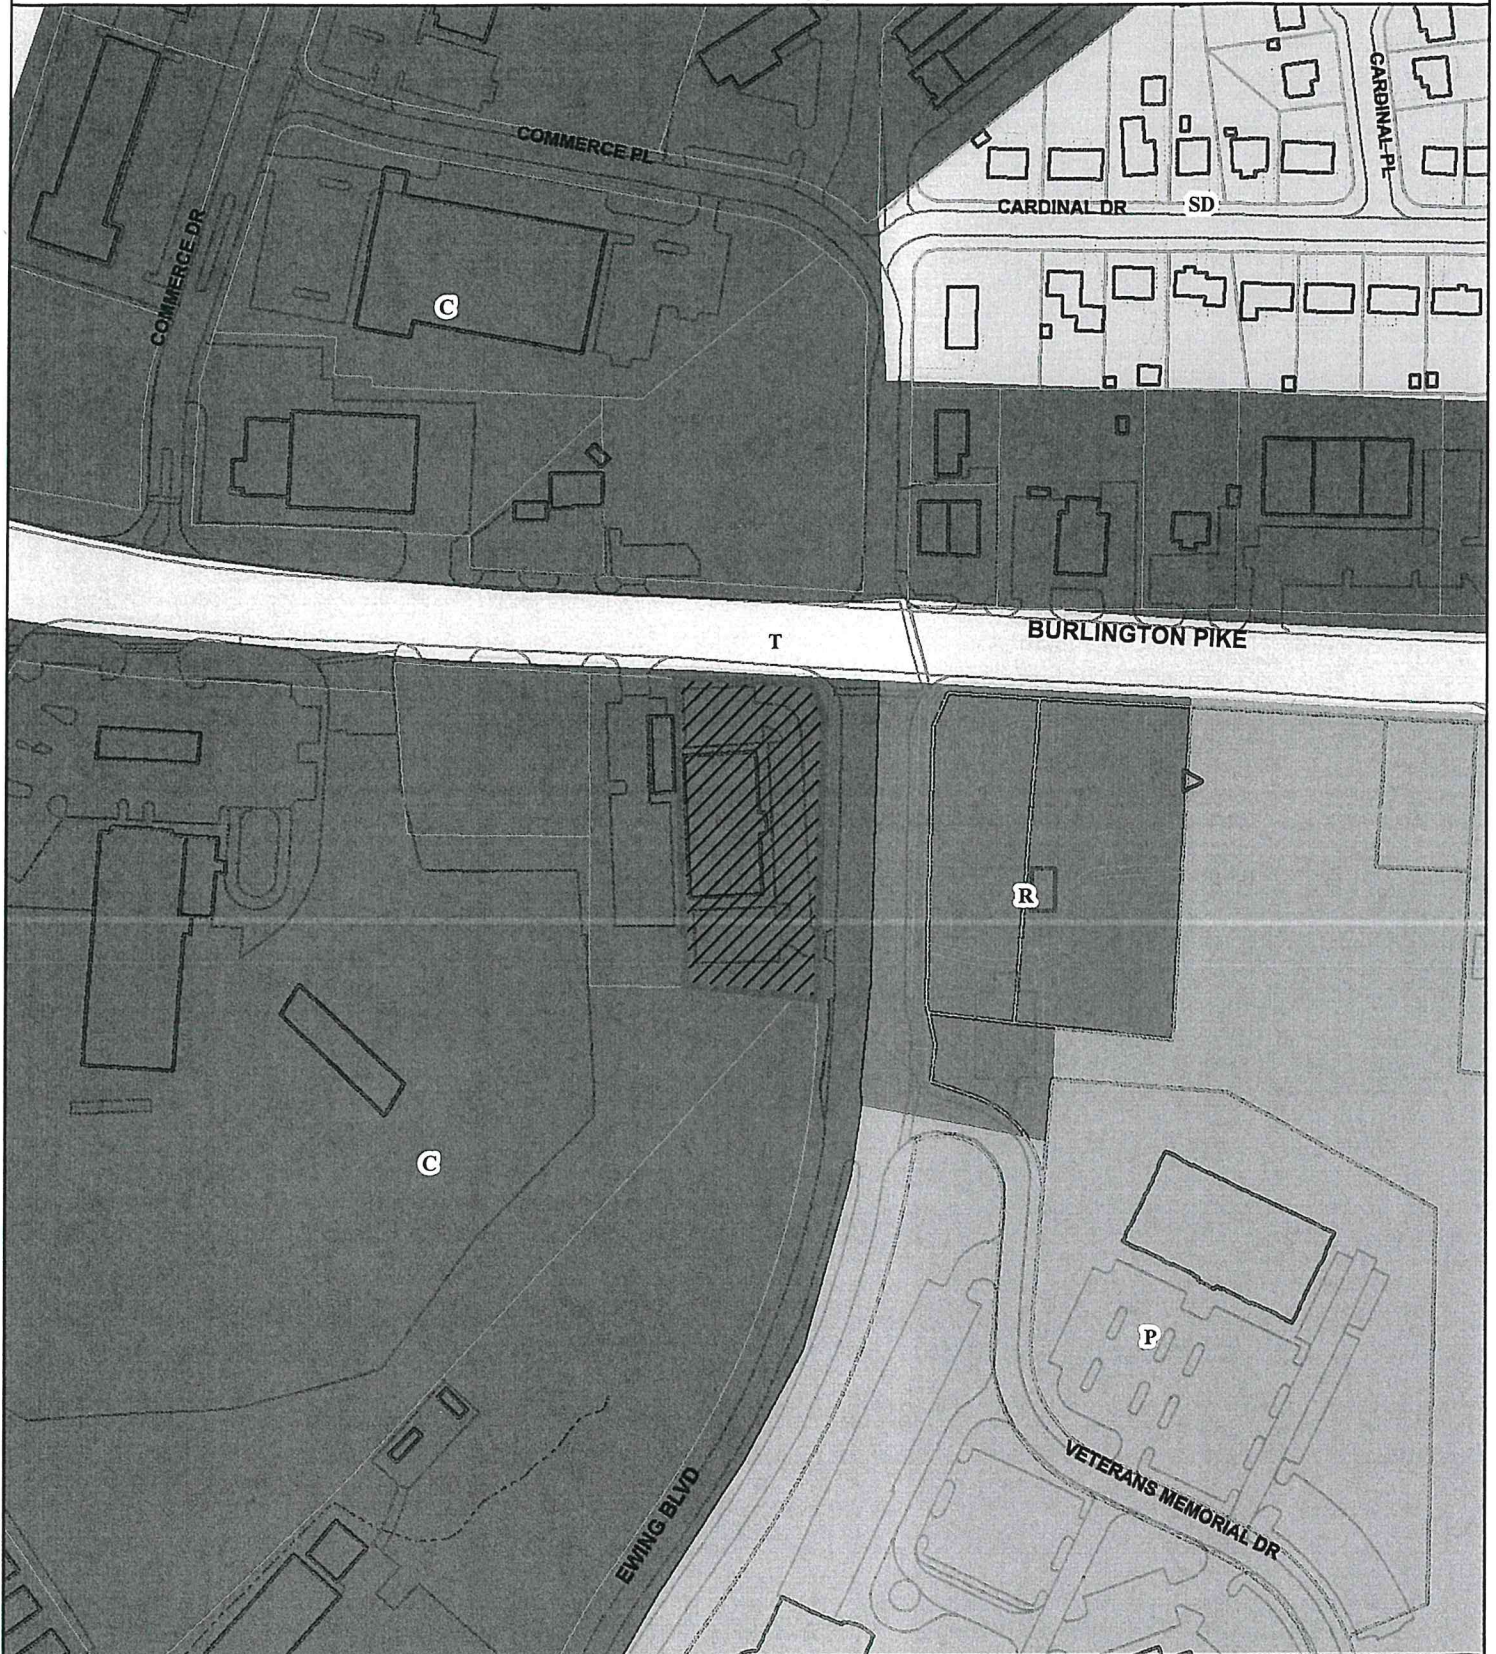 CARDINAL PL
COMMERCE PL
CARDINAL DR
SD
COMMERCE DR
C
T
BURLINGTON PIKE
R
C
P
VETERANS MEMORIAL DR
EWING BLVD